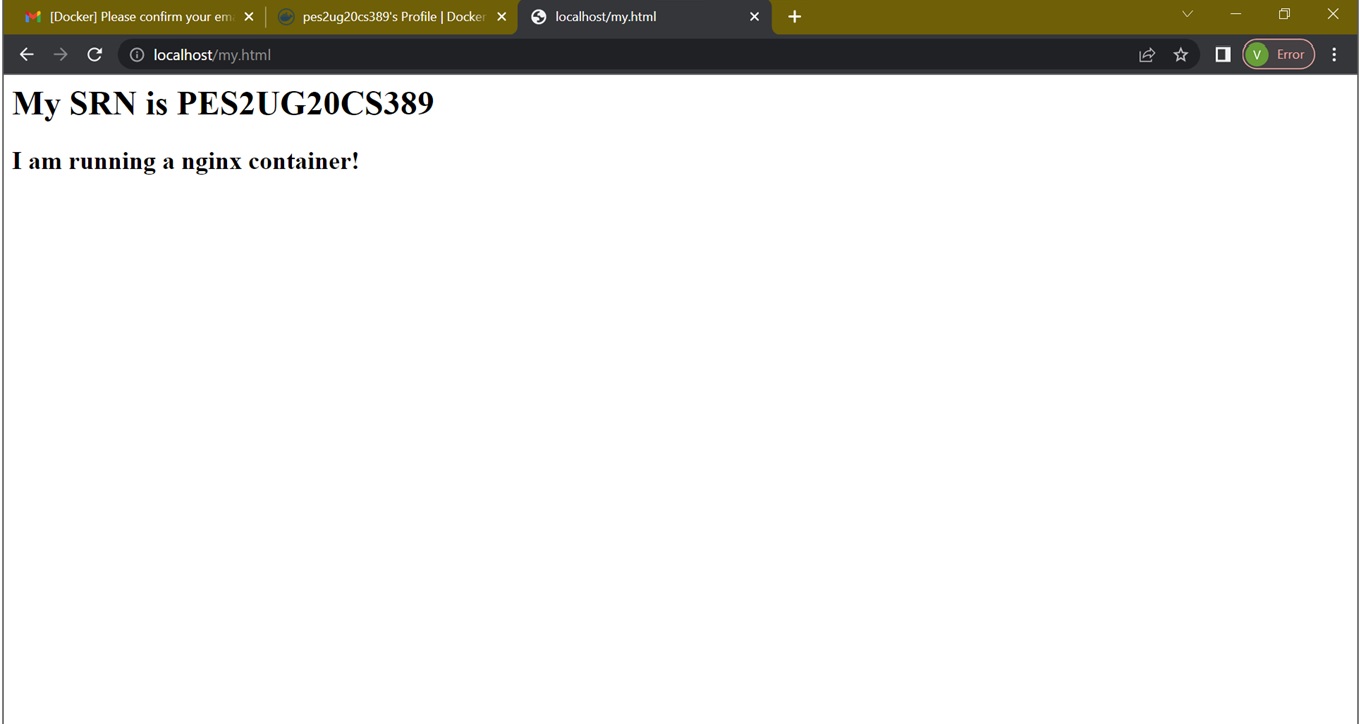 [Docker] Please confirm your em
pes2ug20cs389's Profile | Docker
localhost/my.html
localhost/my.html
V
Error
My SRN is PES2UG20CS389
I am running a nginx container!